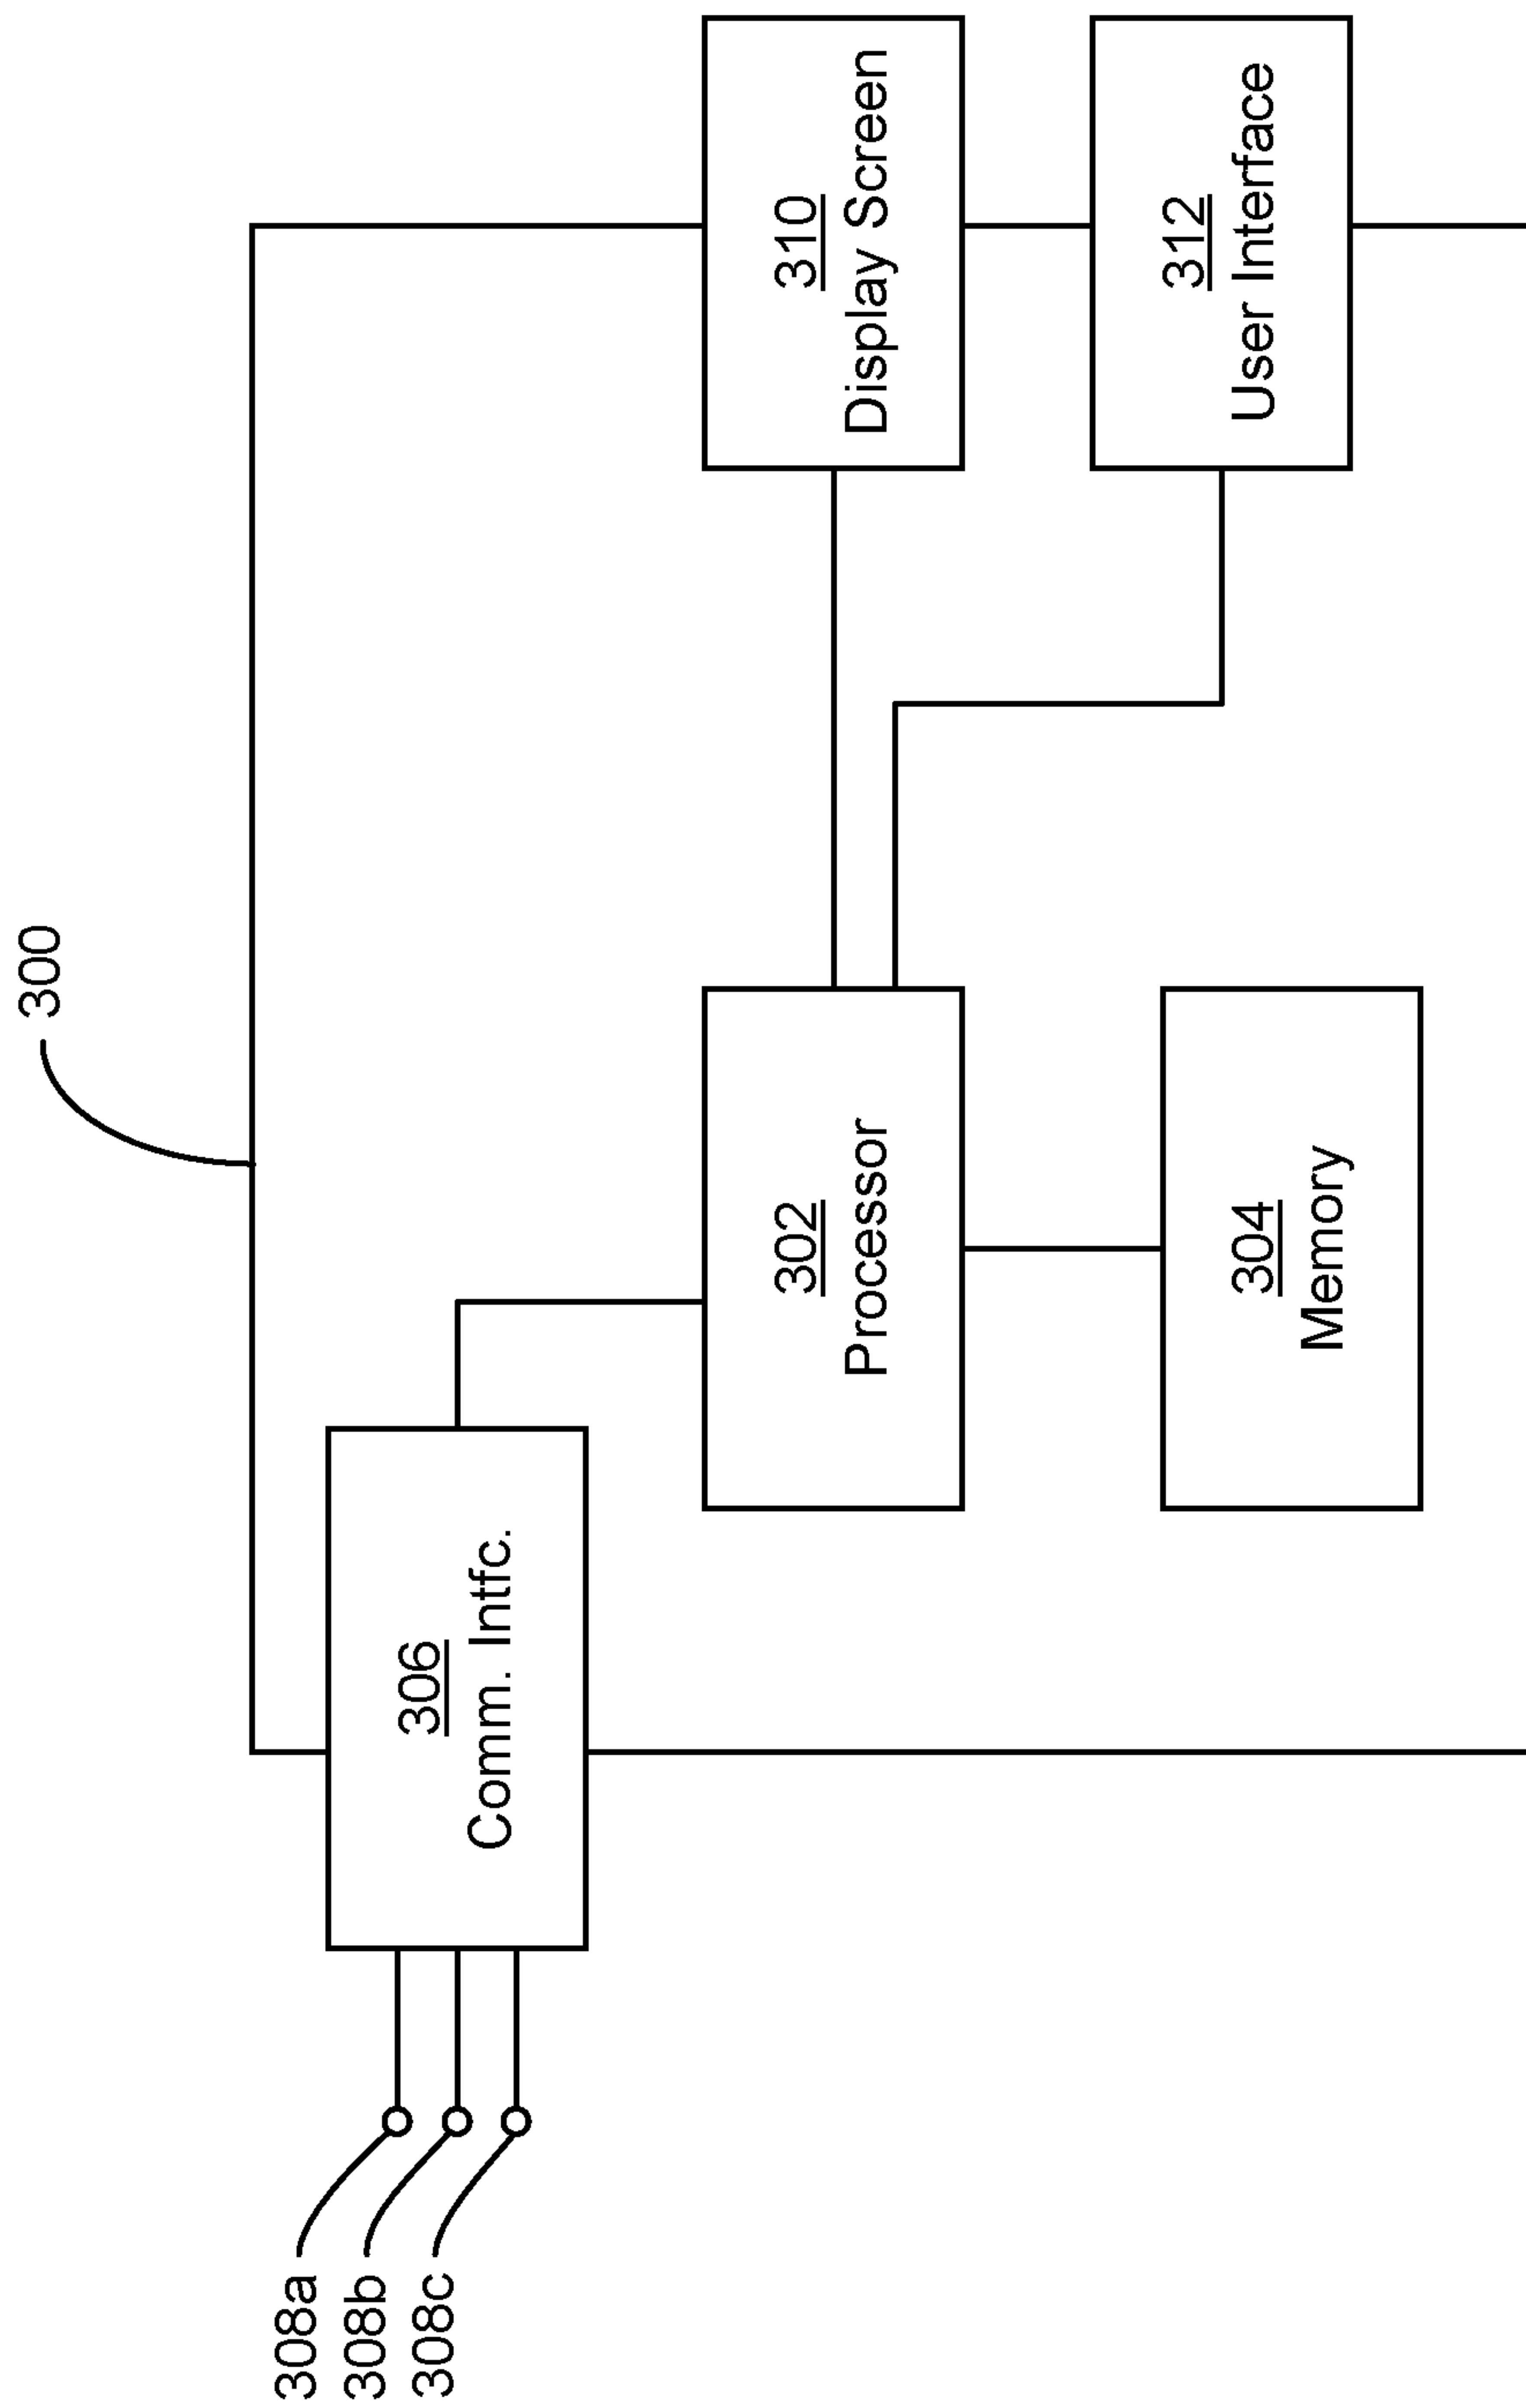 300
306
Comm. Intfc.
308a
308b
308c
302
Processor
310
Display Screen
304
Memory
312
User Interface